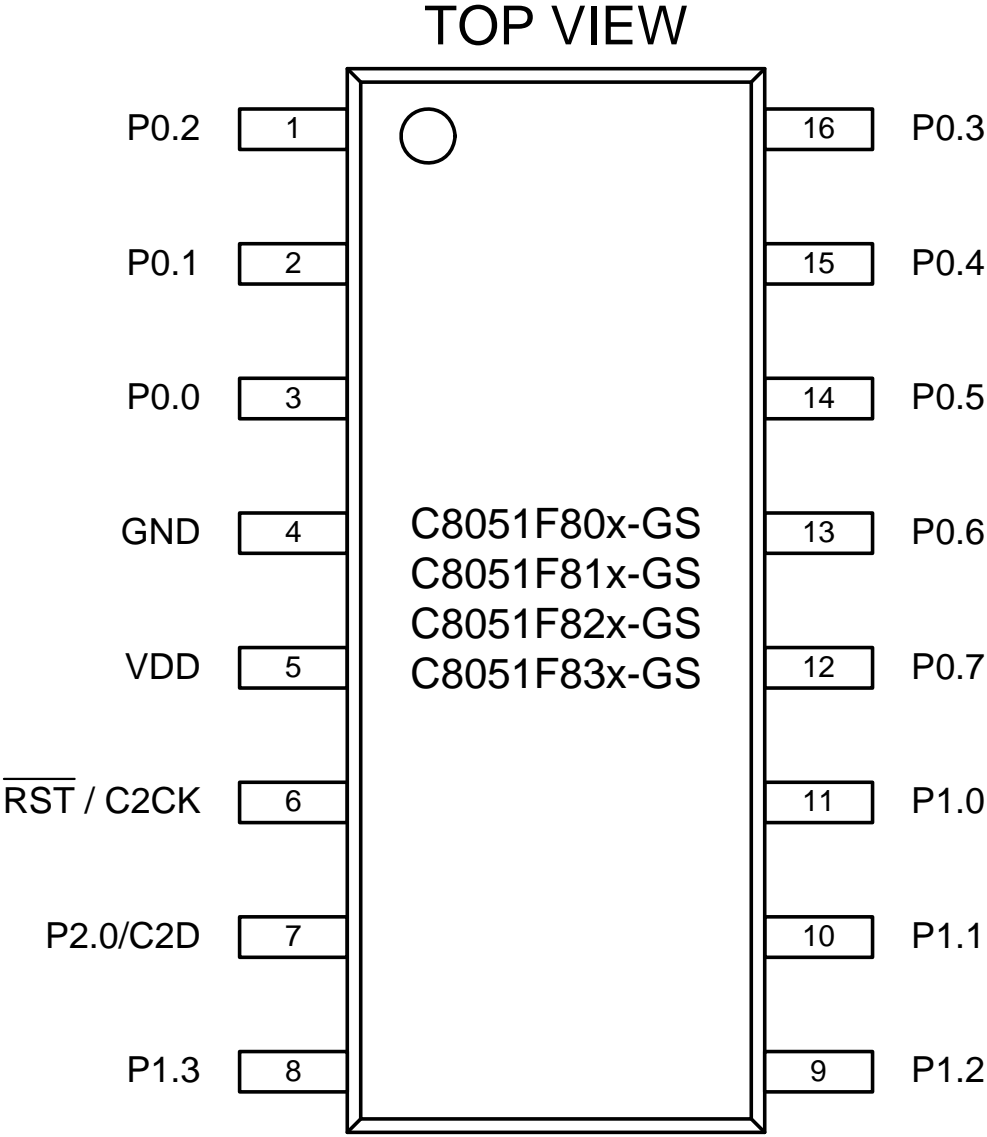 TOP VIEW
P0.2 1 16 P0.3
P0.1 2 15 P0.4
P0.0 3 14 P0.5
GND 4 13 P0.6
C8051F80x-GS
C8051F81x-GS
C8051F82x-GS
C8051F83x-GS
VDD 5 12 P0.7
R̅S̅T̅ / C2CK 6 11 P1.0
P2.0/C2D 7 10 P1.1
P1.3 8 9 P1.2